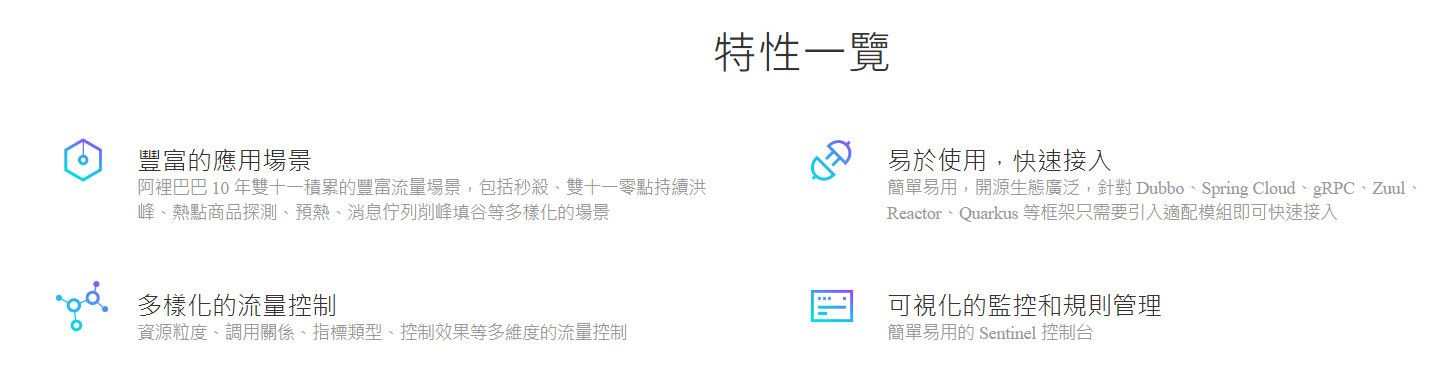 特性一覽
豐富的應用場景
阿裡巴巴 10 年雙十一積累的豐富流量場景，包括秒殺、雙十一零點持續洪
峰、熱點商品探測、預熱、消息佇列削峰填谷等多樣化的場景
易於使用，快速接入
簡單易用，開源生態廣泛，針對 Dubbo、Spring Cloud、gRPC、Zuul、
Reactor、Quarkus 等框架只需要引入適配模組即可快速接入
多樣化的流量控制
資源粒度、調用關係、指標類型、控制效果等多維度的流量控制
可視化的監控和規則管理
簡單易用的 Sentinel 控制台